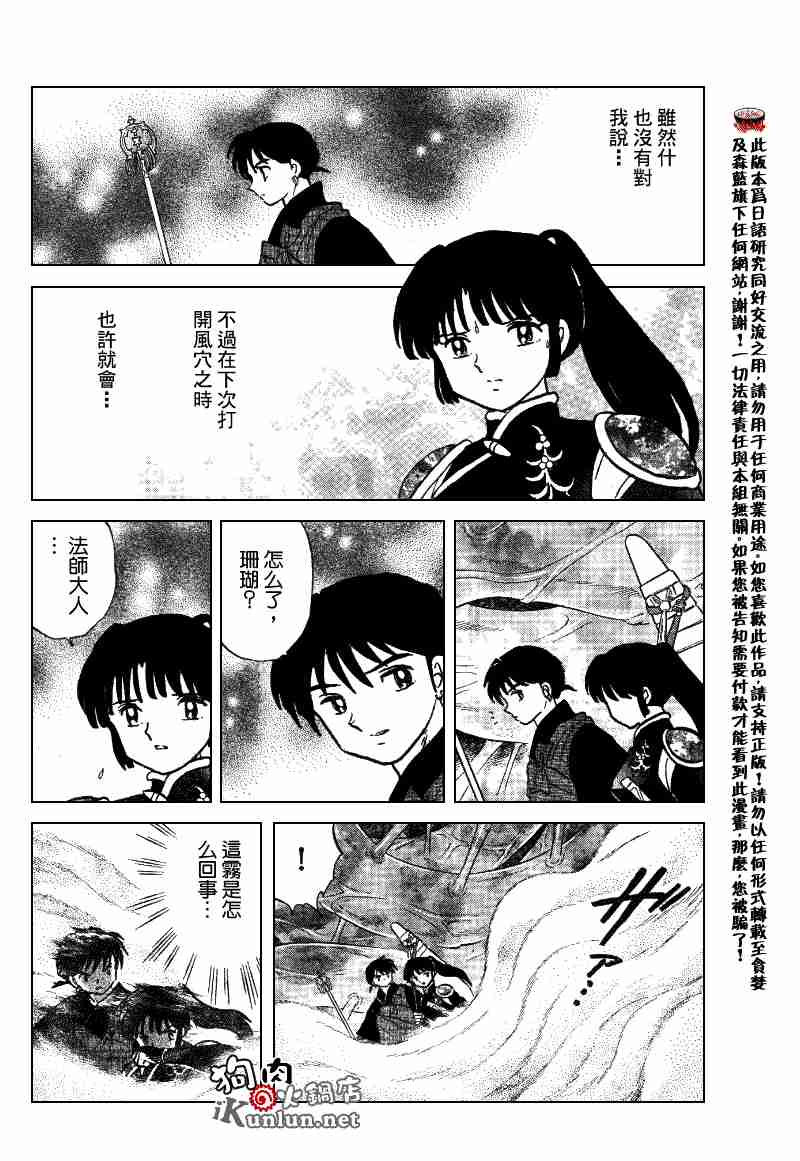 雖然什
也沒有對
我說…
不過在下次打
開風穴之時
也許就會…
怎么了，
珊瑚？
法師大人
…
！
ザァ…
這霧是怎
么回事…
此版本爲日語研究同好交流之用，請勿用于任何商業用途。如您喜歡此作品，請支持正版！請勿以任何形式轉載至貪婪
及森藍旗下任何網站，謝謝！一切法律責任與本組無關。如果您被告知需要付款才能看到此漫畫，那麼，您被騙了！
狗肉
火鍋店
iKunlun.net